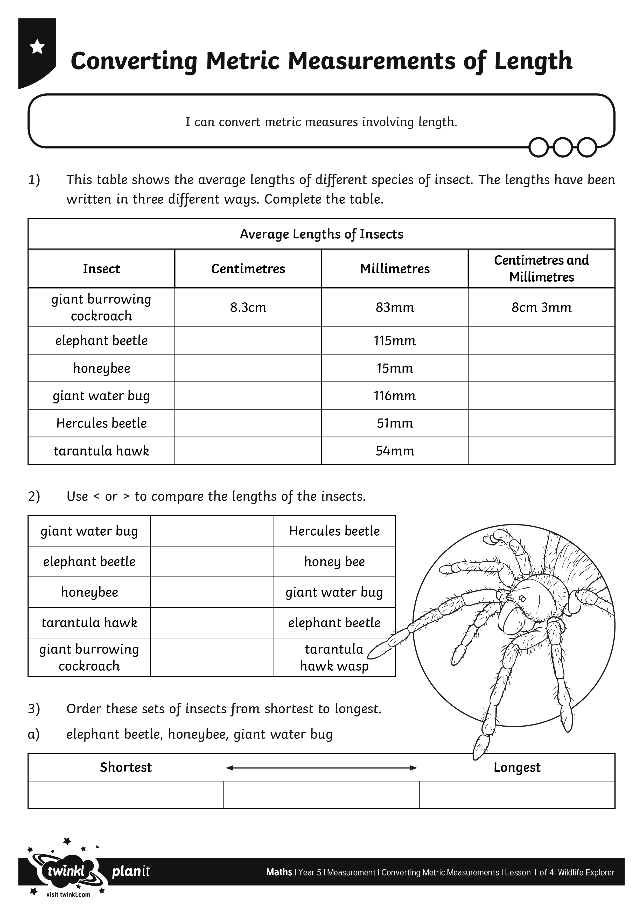 Converting Metric Measurements of Length
I can convert metric measures involving length.
1) This table shows the average lengths of different species of insect. The lengths have been
written in three different ways. Complete the table.
Average Lengths of Insects
Insect Centimetres Millimetres Centimetres and Millimetres
giant burrowing cockroach 8.3cm 83mm 8cm 3mm
elephant beetle 115mm
honeybee 15mm
giant water bug 116mm
Hercules beetle 51mm
tarantula hawk 54mm
2) Use < or > to compare the lengths of the insects.
giant water bug Hercules beetle
elephant beetle honey bee
honeybee giant water bug
tarantula hawk elephant beetle
giant burrowing cockroach tarantula hawk wasp
3) Order these sets of insects from shortest to longest.
a) elephant beetle, honeybee, giant water bug
Shortest Longest
twinkl planit
visit twinkl.com
Maths | Year 5 | Measurement | Converting Metric Measurements | Lesson 1 of 4: Wildlife Explorer